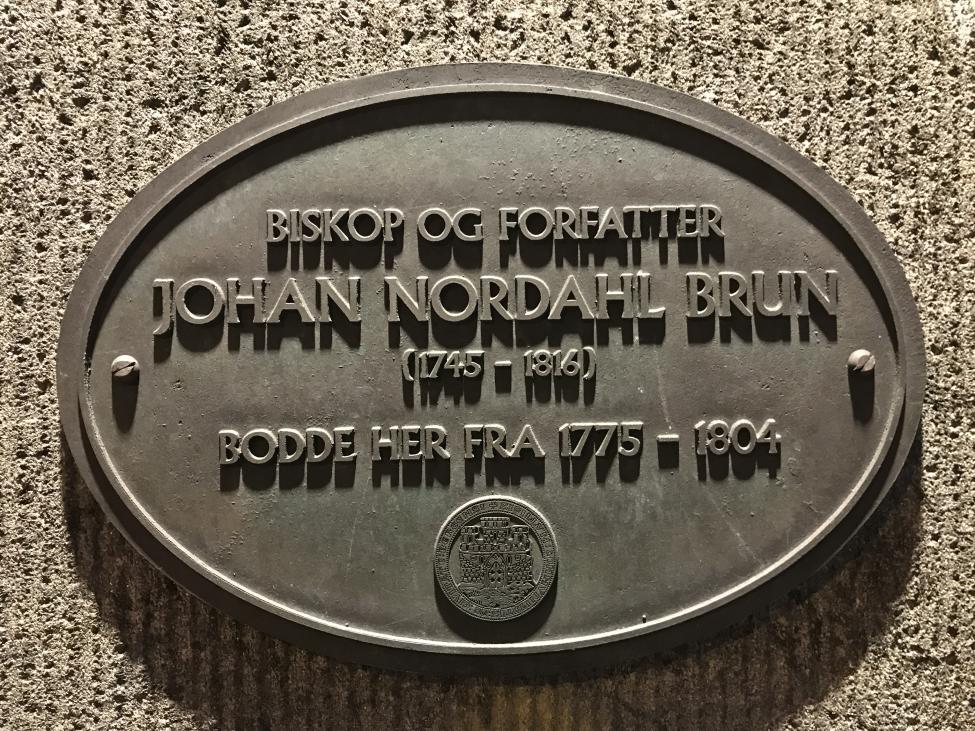 BISKOP OG FORFATTER
JOHAN NORDAHL BRUN
(1745 – 1816)
BODDE HER FRA 1775 – 1804